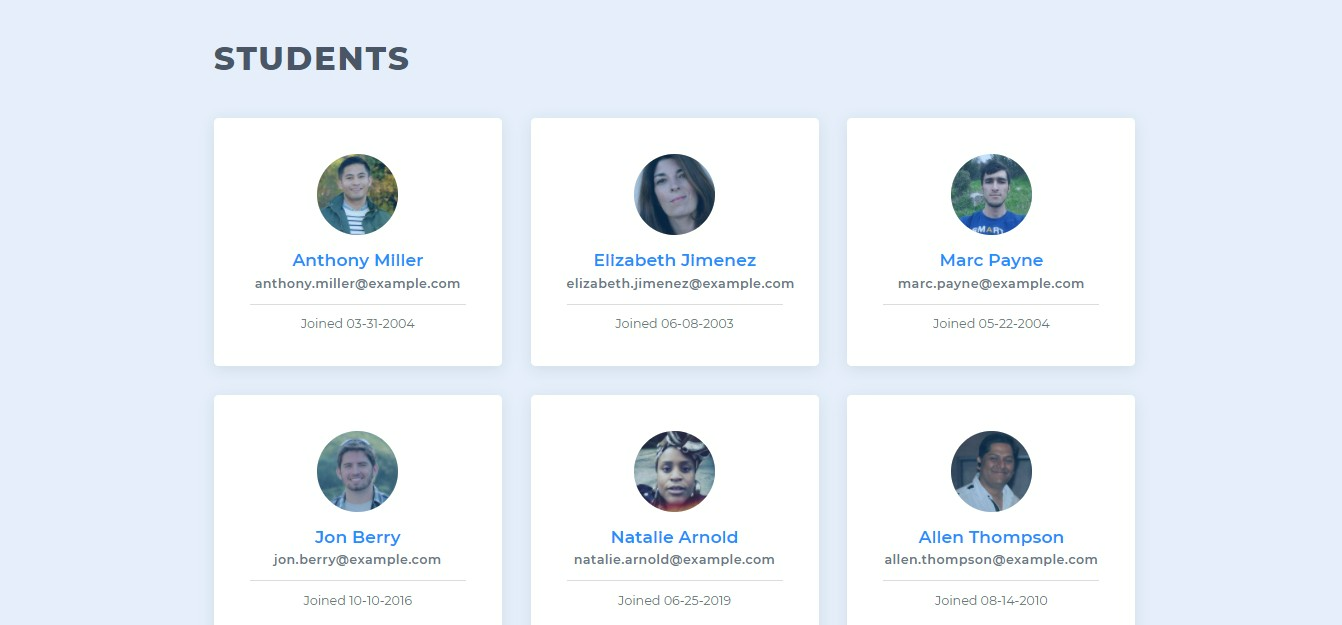 STUDENTS
Anthony Miller
anthony.miller@example.com
Joined 03-31-2004
Elizabeth Jimenez
elizabeth.jimenez@example.com
Joined 06-08-2003
Marc Payne
marc.payne@example.com
Joined 05-22-2004
Jon Berry
jon.berry@example.com
Joined 10-10-2016
Natalie Arnold
natalie.arnold@example.com
Joined 06-25-2019
Allen Thompson
allen.thompson@example.com
Joined 08-14-2010